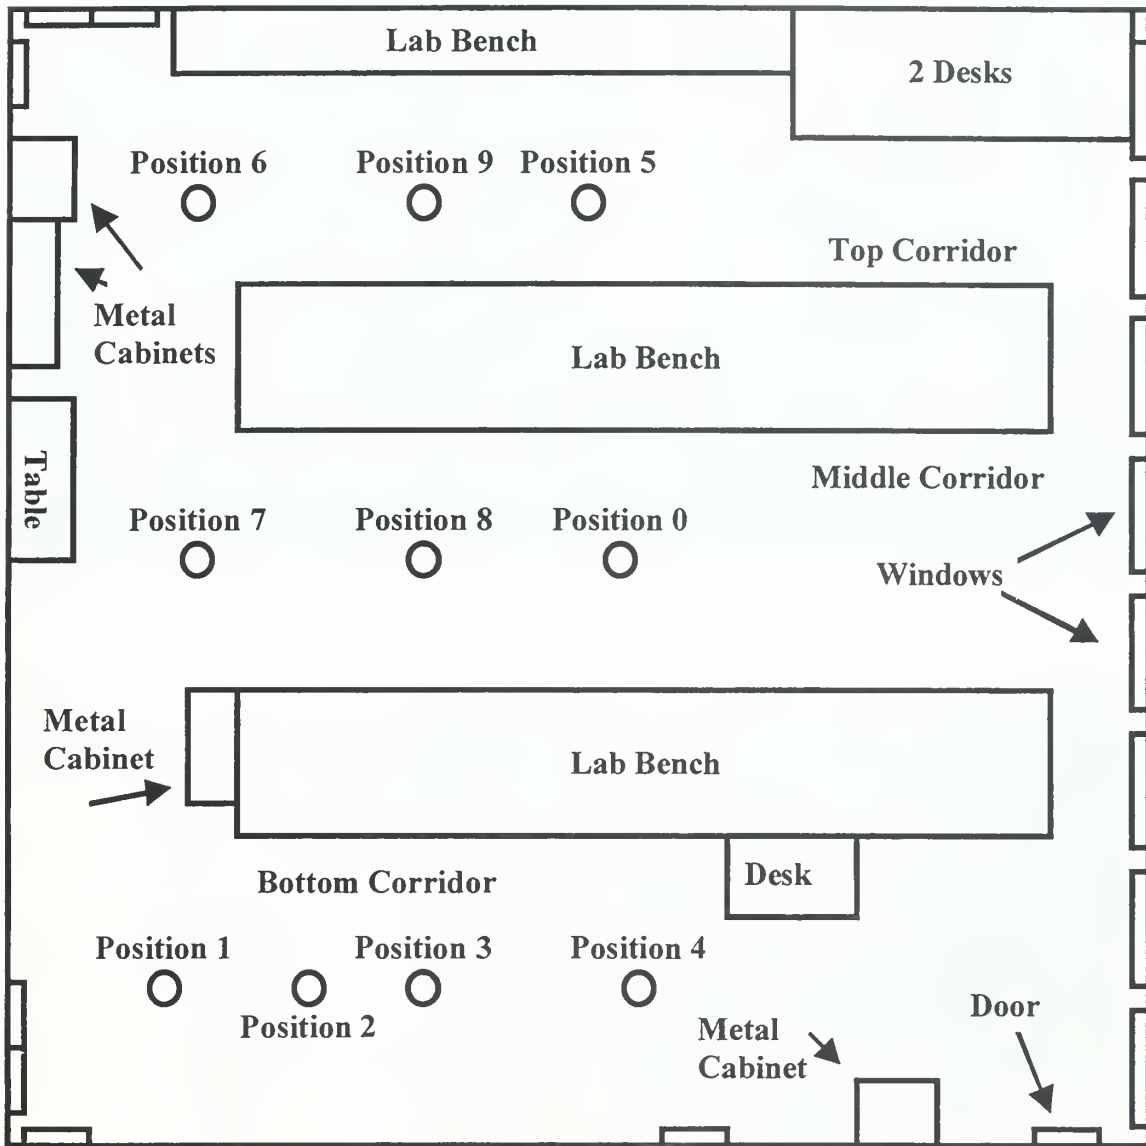 Lab Bench
2 Desks
Position 6
Position 9
Position 5
Top Corridor
Metal
Cabinets
Lab Bench
Table
Middle Corridor
Position 7
Position 8
Position 0
Windows
Metal
Cabinet
Lab Bench
Desk
Bottom Corridor
Position 1
Position 3
Position 4
Position 2
Door
Metal
Cabinet